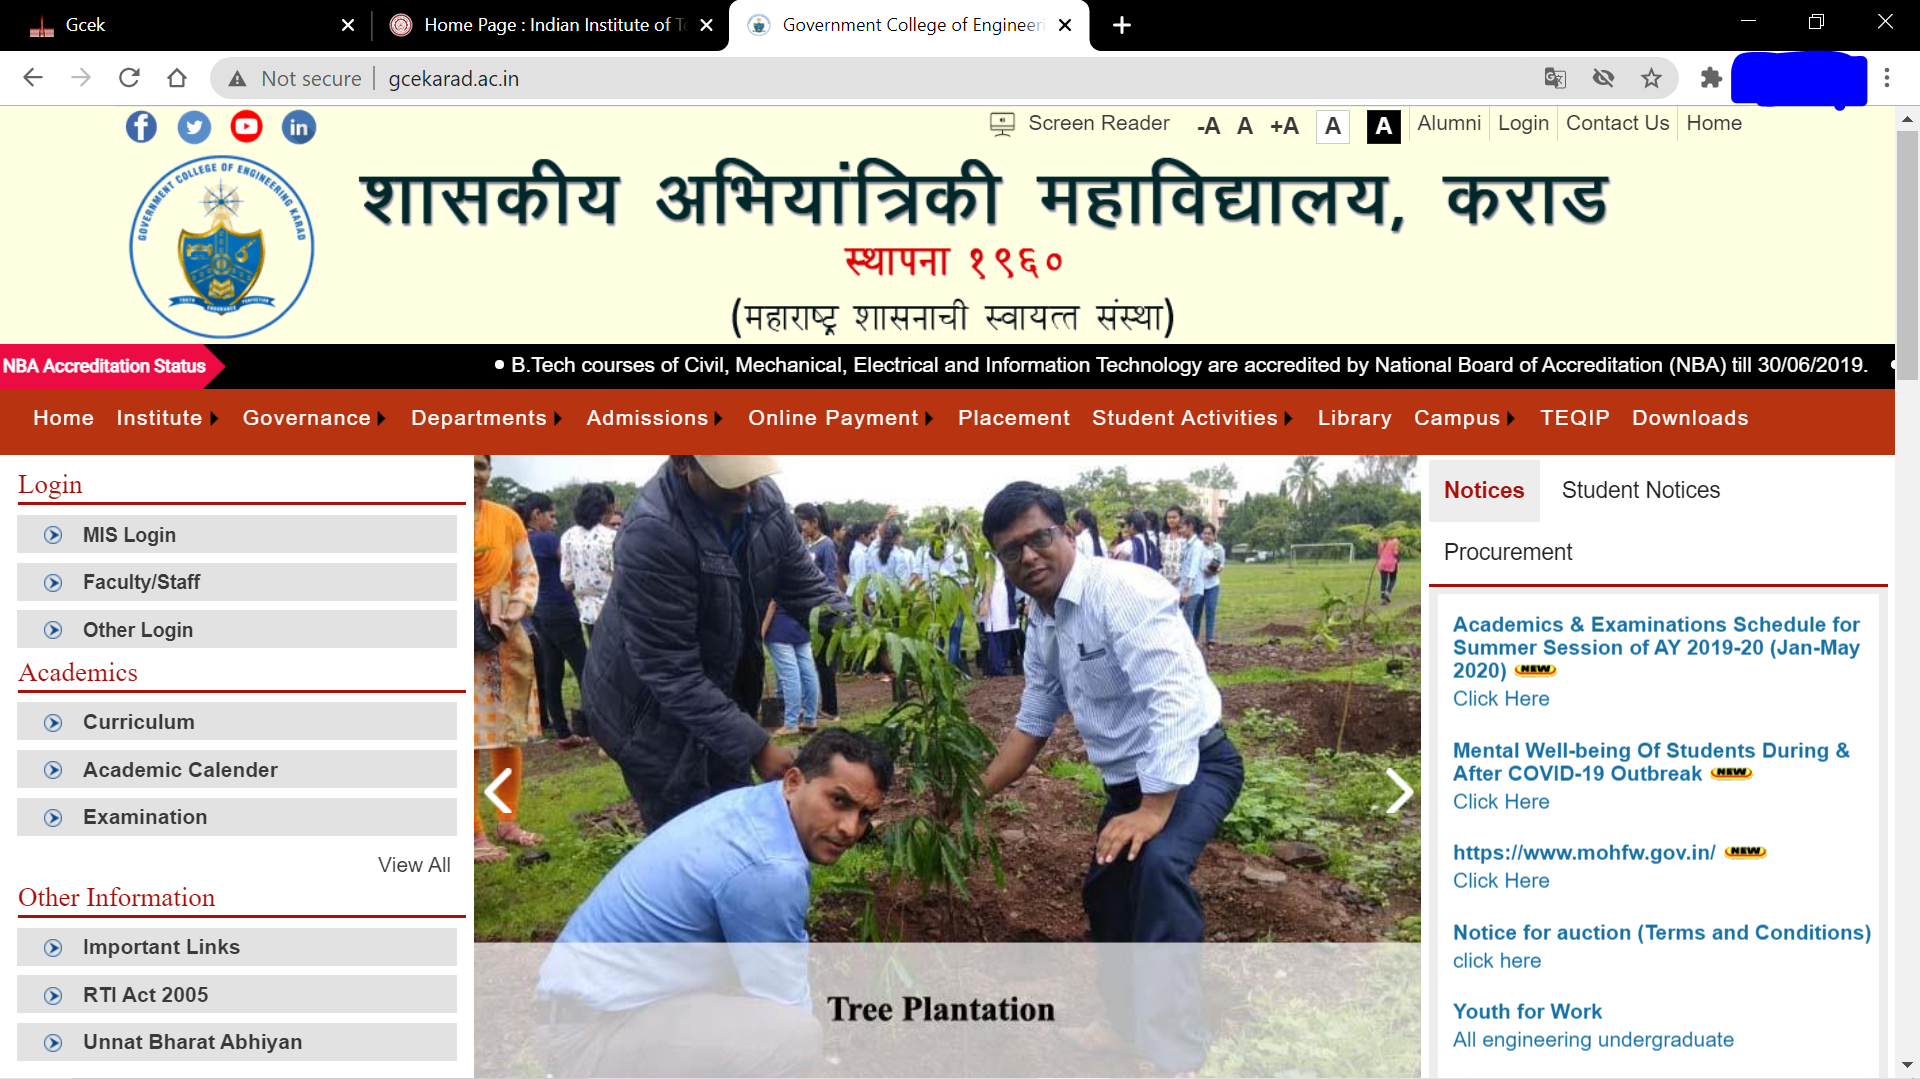 Gcek
Home Page : Indian Institute of Te
Government College of Engineeri
Not secure
gcekarad.ac.in
Screen Reader -A A +A A A Alumni Login Contact Us Home
GOVERNMENT COLLEGE OF ENGINEERING KARAD
शासकीय अभियांत्रिकी महाविद्यालय, कराड
स्थापना १९६०
(महाराष्ट्र शासनाची स्वायत्त संस्था)
NBA Accreditation Status
B.Tech courses of Civil, Mechanical, Electrical and Information Technology are accredited by National Board of Accreditation (NBA) till 30/06/2019.
Home Institute Governance Departments Admissions Online Payment Placement Student Activities Library Campus TEQIP Downloads
Login
MIS Login
Faculty/Staff
Other Login
Academics
Curriculum
Academic Calender
Examination
View All
Other Information
Important Links
RTI Act 2005
Unnat Bharat Abhiyan
Tree Plantation
Notices Student Notices
Procurement
Academics & Examinations Schedule for
Summer Session of AY 2019-20 (Jan-May
2020) NEW
Click Here
Mental Well-being Of Students During &
After COVID-19 Outbreak NEW
Click Here
https://www.mohfw.gov.in/ NEW
Click Here
Notice for auction (Terms and Conditions)
click here
Youth for Work
All engineering undergraduate